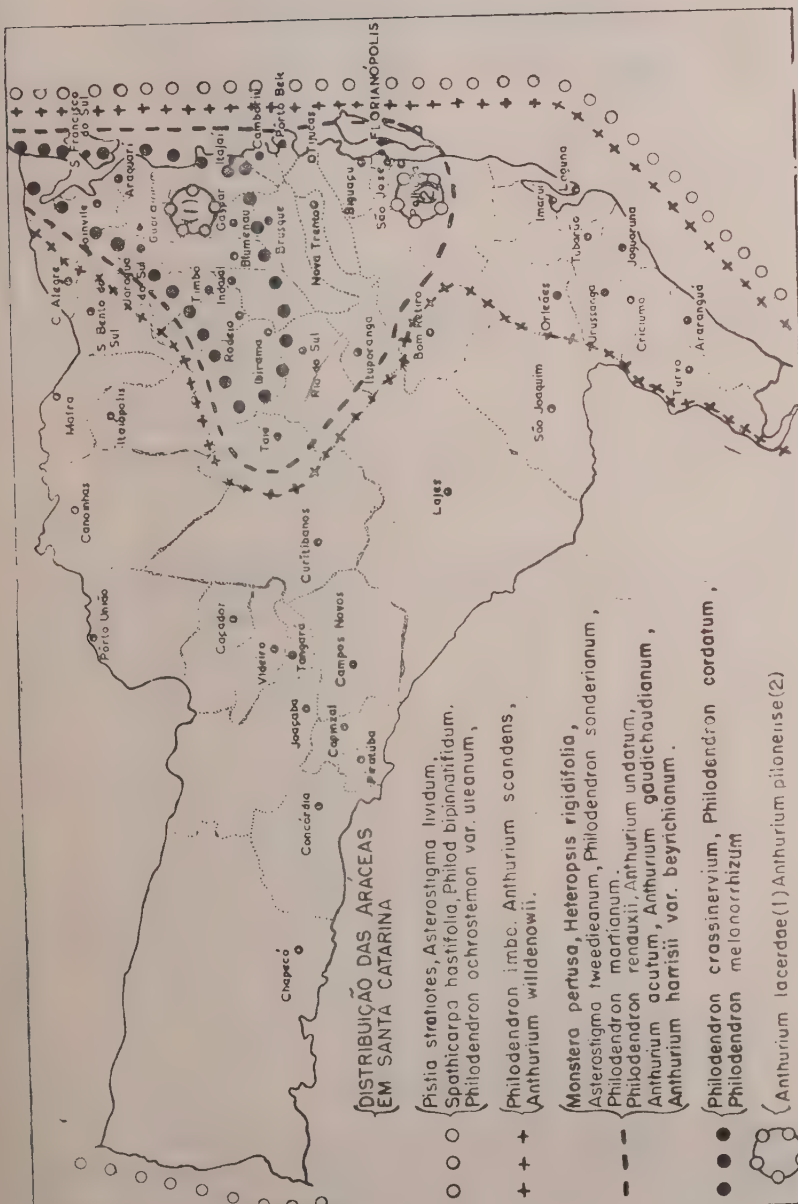 S. Francisco
do Sul
C. Alegre
Joinvile
Araquari
S. Bento do
Sul
Jaraguá
do Sul
Mafra
Itaiópolis
Canoinhas
Pôrto União
(1)
Itajaí
Camboriú
Pôrto Belo
Gaspar
Blumenau
Brusque
Timbó
Indaial
Rodeio
Ibirama
Taió
Rio do Sul
Ituporanga
Nova Trento
Tijucas
Biguaçu
São José
FLORIANÓPOLIS
(2)
Bom Retiro
Caçador
Videiro
Tangará
Curitibanos
Campos Novos
Joaçaba
Capinzal
Piratuba
Concórdia
Chapecó
Lajes
São Joaquim
Orleães
Urussanga
Criciuma
Turvo
Araranguá
Imaruí
Laguna
Tubarão
Jaguaruna
DISTRIBUIÇÃO DAS ARÁCEAS
EM SANTA CATARINA
Pistia stratiotes, Asterostigma lividum,
Spathicarpa hastifolia, Philod bipinnatifidum.
Philodendron ochrostemon var. uleanum,
Philodendron imbc. Anthurium scandens,
Anthurium willdenowii.
Monstera pertusa, Heteropsis rigidifolia,
Asterostigma tweedieanum, Philodendron sonderianum,
Philodendron martianum.
Philodendron renauxii, Anthurium undatum,
Anthurium acutum, Anthurium gaudichaudianum,
Anthurium harrisii var. beyrichianum.
Philodendron crassinervium, Philodendron cordatum,
Philodendron melanorrhizum
Anthurium lacerdae(1) Anthurium pilonense(2)